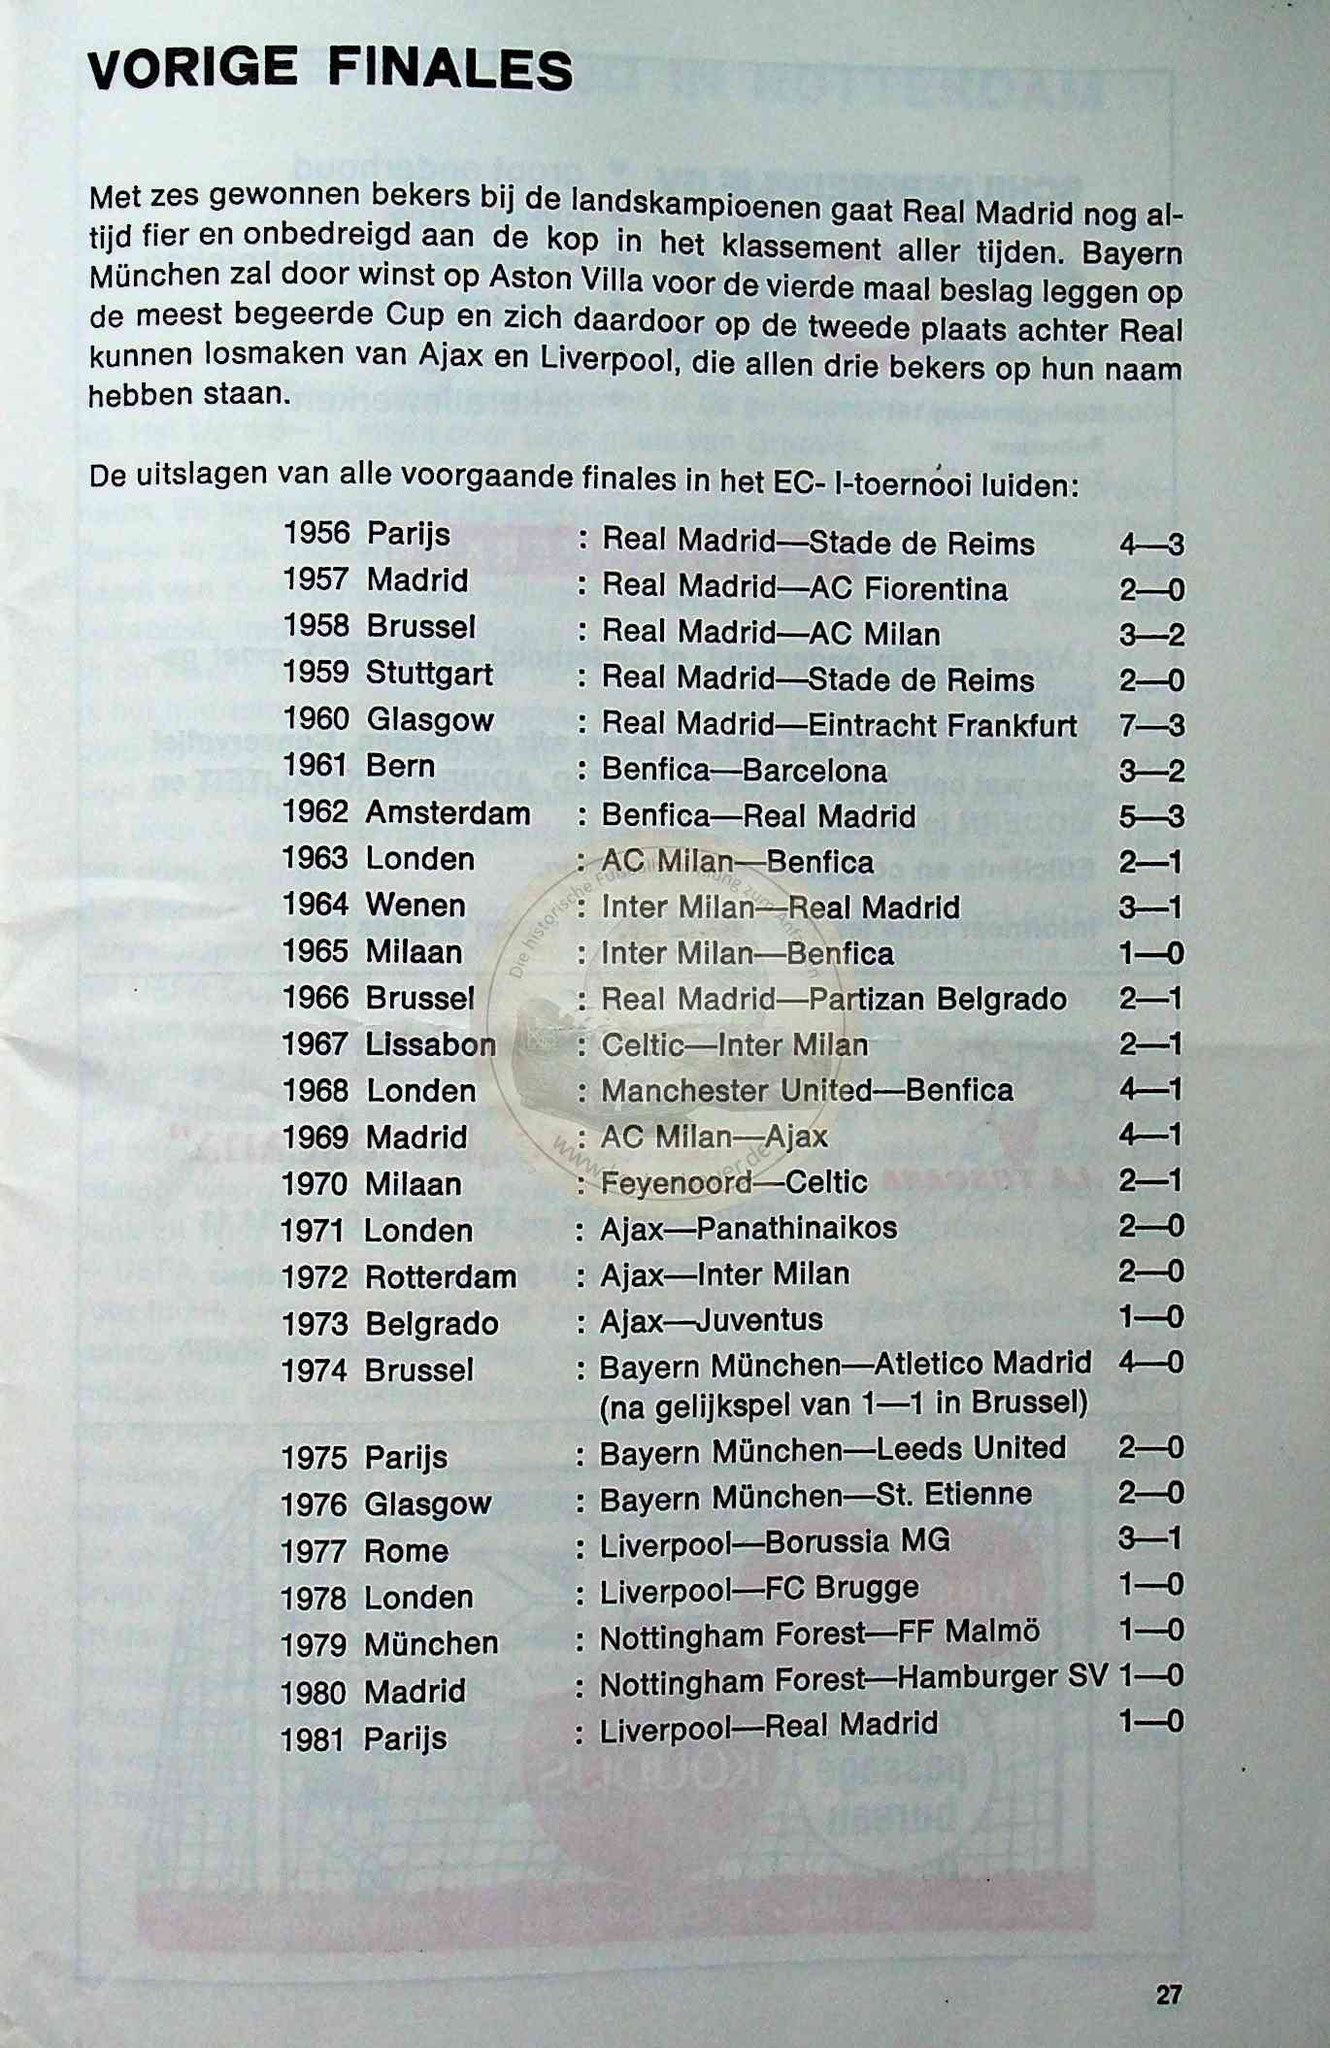 VORIGE FINALES
Met zes gewonnen bekers bij de landskampioenen gaat Real Madrid nog al-
tijd fier en onbedreigd aan de kop in het klassement aller tijden. Bayern
München zal door winst op Aston Villa voor de vierde maal beslag leggen op
de meest begeerde Cup en zich daardoor op de tweede plaats achter Real
kunnen losmaken van Ajax en Liverpool, die allen drie bekers op hun naam
hebben staan.
De uitslagen van alle voorgaande finales in het EC- I-toernóoi luiden:
1956 Parijs : Real Madrid—Stade de Reims 4—3
1957 Madrid : Real Madrid—AC Fiorentina 2—0
1958 Brussel : Real Madrid—AC Milan 3—2
1959 Stuttgart : Real Madrid—Stade de Reims 2—0
1960 Glasgow : Real Madrid—Eintracht Frankfurt 7—3
1961 Bern : Benfica—Barcelona 3—2
1962 Amsterdam : Benfica—Real Madrid 5—3
1963 Londen : AC Milan—Benfica 2—1
1964 Wenen : Inter Milan—Real Madrid 3—1
1965 Milaan : Inter Milan—Benfica 1—0
1966 Brussel : Real Madrid—Partizan Belgrado 2—1
1967 Lissabon : Celtic—Inter Milan 2—1
1968 Londen : Manchester United—Benfica 4—1
1969 Madrid : AC Milan—Ajax 4—1
1970 Milaan : Feyenoord—Celtic 2—1
1971 Londen : Ajax—Panathinaikos 2—0
1972 Rotterdam : Ajax—Inter Milan 2—0
1973 Belgrado : Ajax—Juventus 1—0
1974 Brussel : Bayern München—Atletico Madrid 4—0
(na gelijkspel van 1—1 in Brussel)
1975 Parijs : Bayern München—Leeds United 2—0
1976 Glasgow : Bayern München—St. Etienne 2—0
1977 Rome : Liverpool—Borussia MG 3—1
1978 Londen : Liverpool—FC Brugge 1—0
1979 München : Nottingham Forest—FF Malmö 1—0
1980 Madrid : Nottingham Forest—Hamburger SV 1—0
1981 Parijs : Liverpool—Real Madrid 1—0
27